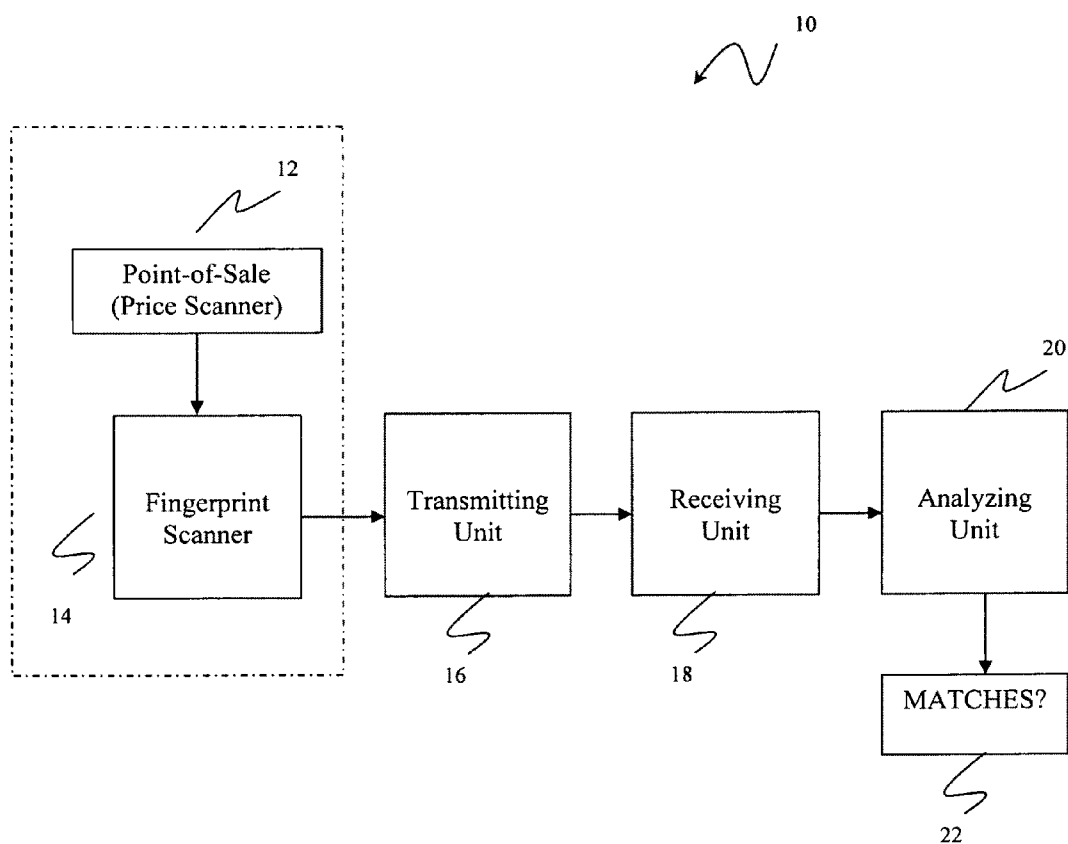 10
12
Point-of-Sale
(Price Scanner)
20
Fingerprint
Scanner
Transmitting
Unit
Receiving
Unit
Analyzing
Unit
14
16
18
MATCHES?
22